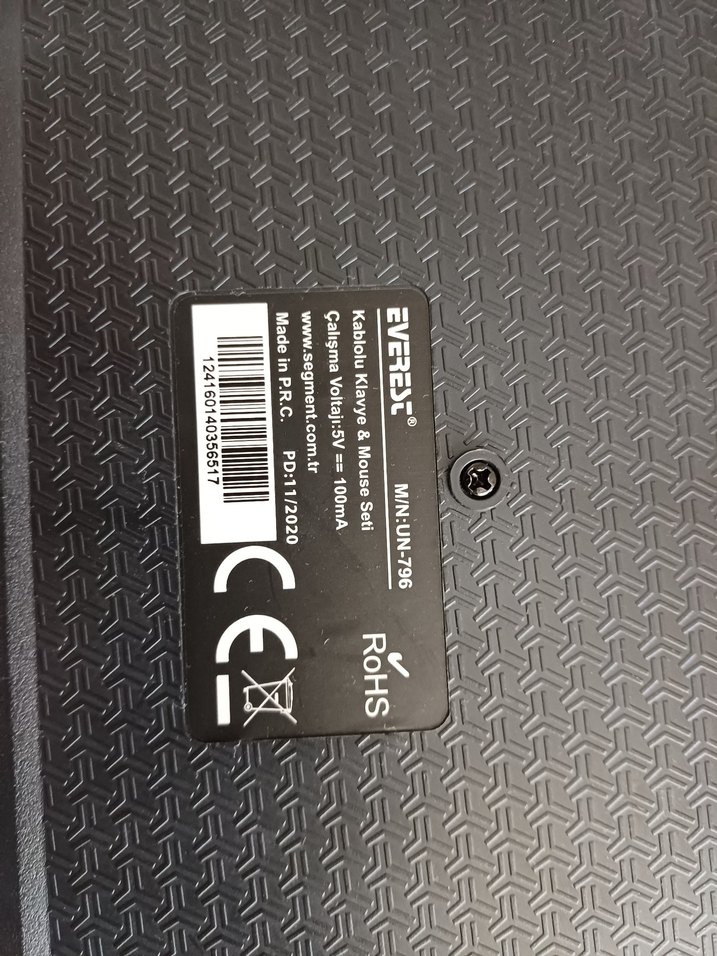 EVEREST® M/N:UN-796
Kablolu Klavye & Mouse Seti
Çalışma Voltajı:5V == 100mA
www.segment.com.tr
Made in P.R.C. PD:11/2020
124160140356517
CE
RoHS